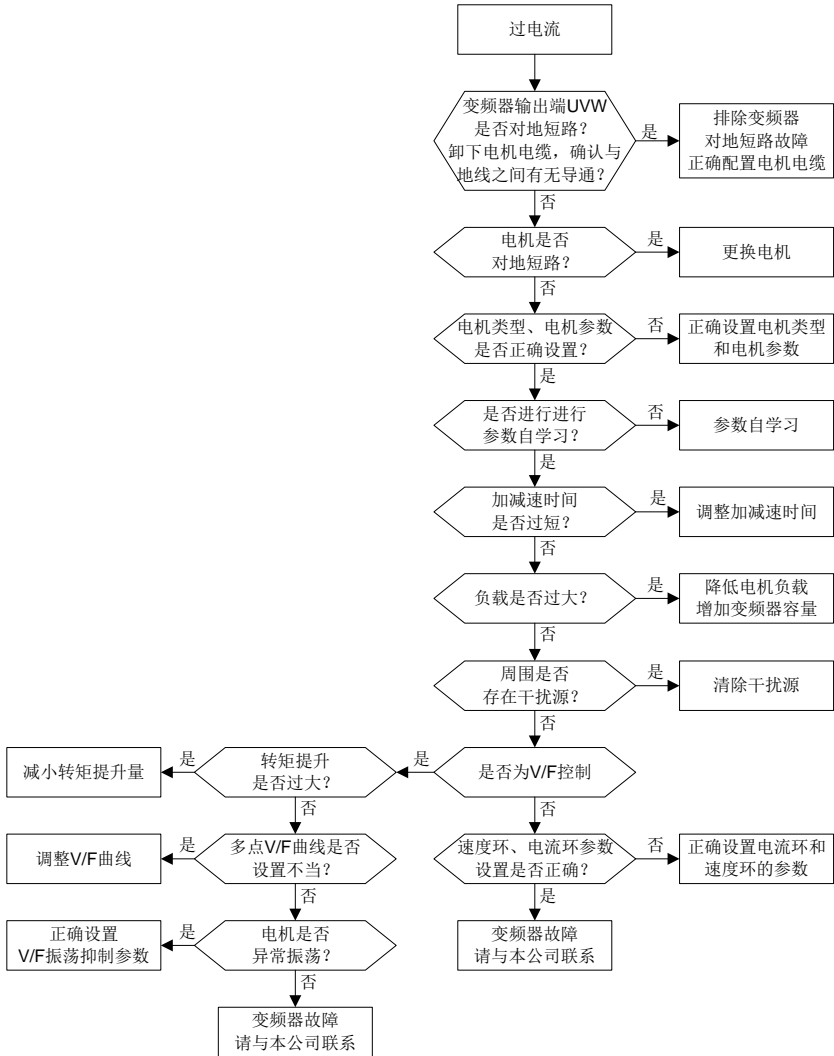 过电流
变频器输出端UVW
是否对地短路？
卸下电机电缆，确认与
地线之间有无导通？
是
排除变频器
对地短路故障
正确配置电机电缆
否
电机是否
对地短路？
是
更换电机
否
电机类型、电机参数
是否正确设置？
否
正确设置电机类型
和电机参数
是
是否进行进行
参数自学习？
否
参数自学习
是
加减速时间
是否过短？
是
调整加减速时间
否
负载是否过大？
是
降低电机负载
增加变频器容量
否
周围是否
存在干扰源？
是
清除干扰源
否
是否为V/F控制
是
转矩提升
是否过大？
是
减小转矩提升量
否
多点V/F曲线是否
设置不当？
是
调整V/F曲线
否
电机是否
异常振荡？
是
正确设置
V/F振荡抑制参数
否
变频器故障
请与本公司联系
否
速度环、电流环参数
设置是否正确？
否
正确设置电流环和
速度环的参数
是
变频器故障
请与本公司联系